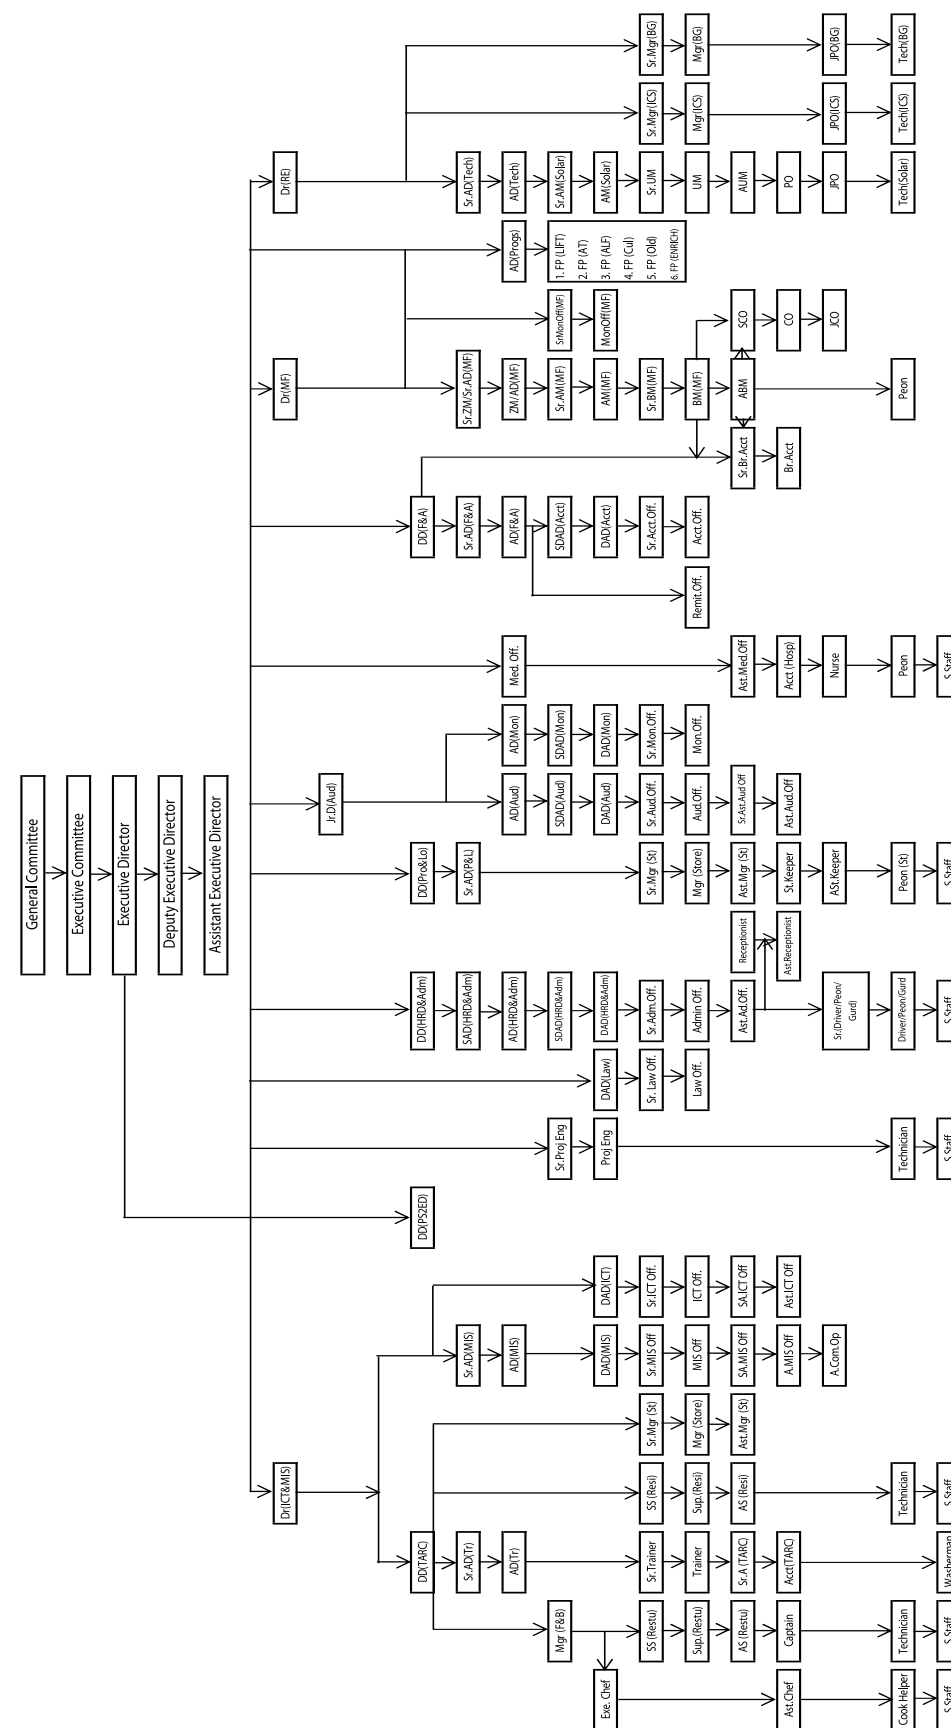 General Committee
Executive Committee
Executive Director
Deputy Executive Director
Assistant Executive Director
Dr(ICT&MIS)
Dr(MF)
Dr(RE)
Jr.D(Aud)
DD(TARC)
DD(PS2ED)
DD(HRD&Adm)
DD(Pro&Lo)
DD(F&A)
Sr.AD(Tr)
Sr.AD(MIS)
SAD(HRD&Adm)
Sr.AD(P&L)
Sr.AD(F&A)
Sr.ZM/Sr.AD(MF)
Sr.AD(Tech)
AD(Tr)
AD(MIS)
AD(HRD&Adm)
AD(Aud)
AD(Mon)
Med. Off.
AD(F&A)
ZM/AD(MF)
AD(Progs)
AD(Tech)
Mgr (F&B)
Sr.Proj Eng
SDAD(HRD&Adm)
SDAD(Aud)
SDAD(Mon)
SDAD(Acct)
Sr.AM(MF)
SrMonOff(MF)
1. FP (LIFT)
2. FP (AT)
3. FP (ALF)
4. FP (Cul)
5. FP (Old)
6. FP (ENRICH)
Sr.AM(Solar)
Exe. Chef
DAD(MIS)
DAD(ICT)
Proj Eng
DAD(Law)
DAD(HRD&Adm)
DAD(Aud)
DAD(Mon)
DAD(Acct)
AM(MF)
MonOff(MF)
AM(Solar)
SS (Restu)
Sr.Trainer
SS (Resi)
Sr.Mgr (St)
Sr.MIS Off
Sr.ICT Off.
Sr. Law Off.
Sr.Adm.Off.
Sr.Mgr (St)
Sr.Aud.Off.
Sr.Mon.Off.
Sr.Acct.Off.
Sr.BM(MF)
Sr.UM
Sr.Mgr(ICS)
Sr.Mgr(BG)
Sup.(Restu)
Trainer
Sup.(Resi)
Mgr (Store)
MIS Off
ICT Off.
Law Off.
Admin Off.
Mgr (Store)
Aud.Off.
Mon.Off.
Remit.Off.
Acct.Off.
BM(MF)
UM
Mgr(ICS)
Mgr(BG)
AS (Restu)
Sr.A (TARC)
AS (Resi)
Ast.Mgr (St)
SA.MIS Off
SA.ICT Off
Ast.Ad.Off.
Receptionist
Ast.Mgr (St)
Sr.Ast.Aud Off
Ast.Med.Off
Sr.Br.Acct
ABM
SCO
AUM
Ast.Chef
Captain
Acct(TARC)
A.MIS Off
Ast.ICT Off
Ast.Receptionist
St.Keeper
Ast.Aud.Off
Acct (Hosp)
Br.Acct
CO
PO
A.Com.Op
Sr.(Driver/Peon/
Gurd)
ASt.Keeper
Nurse
JCO
JPO
JPO(ICS)
JPO(BG)
Cook Helper
Technician
Technician
Technician
Driver/Peon/Gurd
Peon (St)
Peon
Peon
Tech(Solar)
Tech(ICS)
Tech(BG)
S.Staff
S.Staff
Washerman
S.Staff
S.Staff
S.Staff
S.Staff
S.Staff